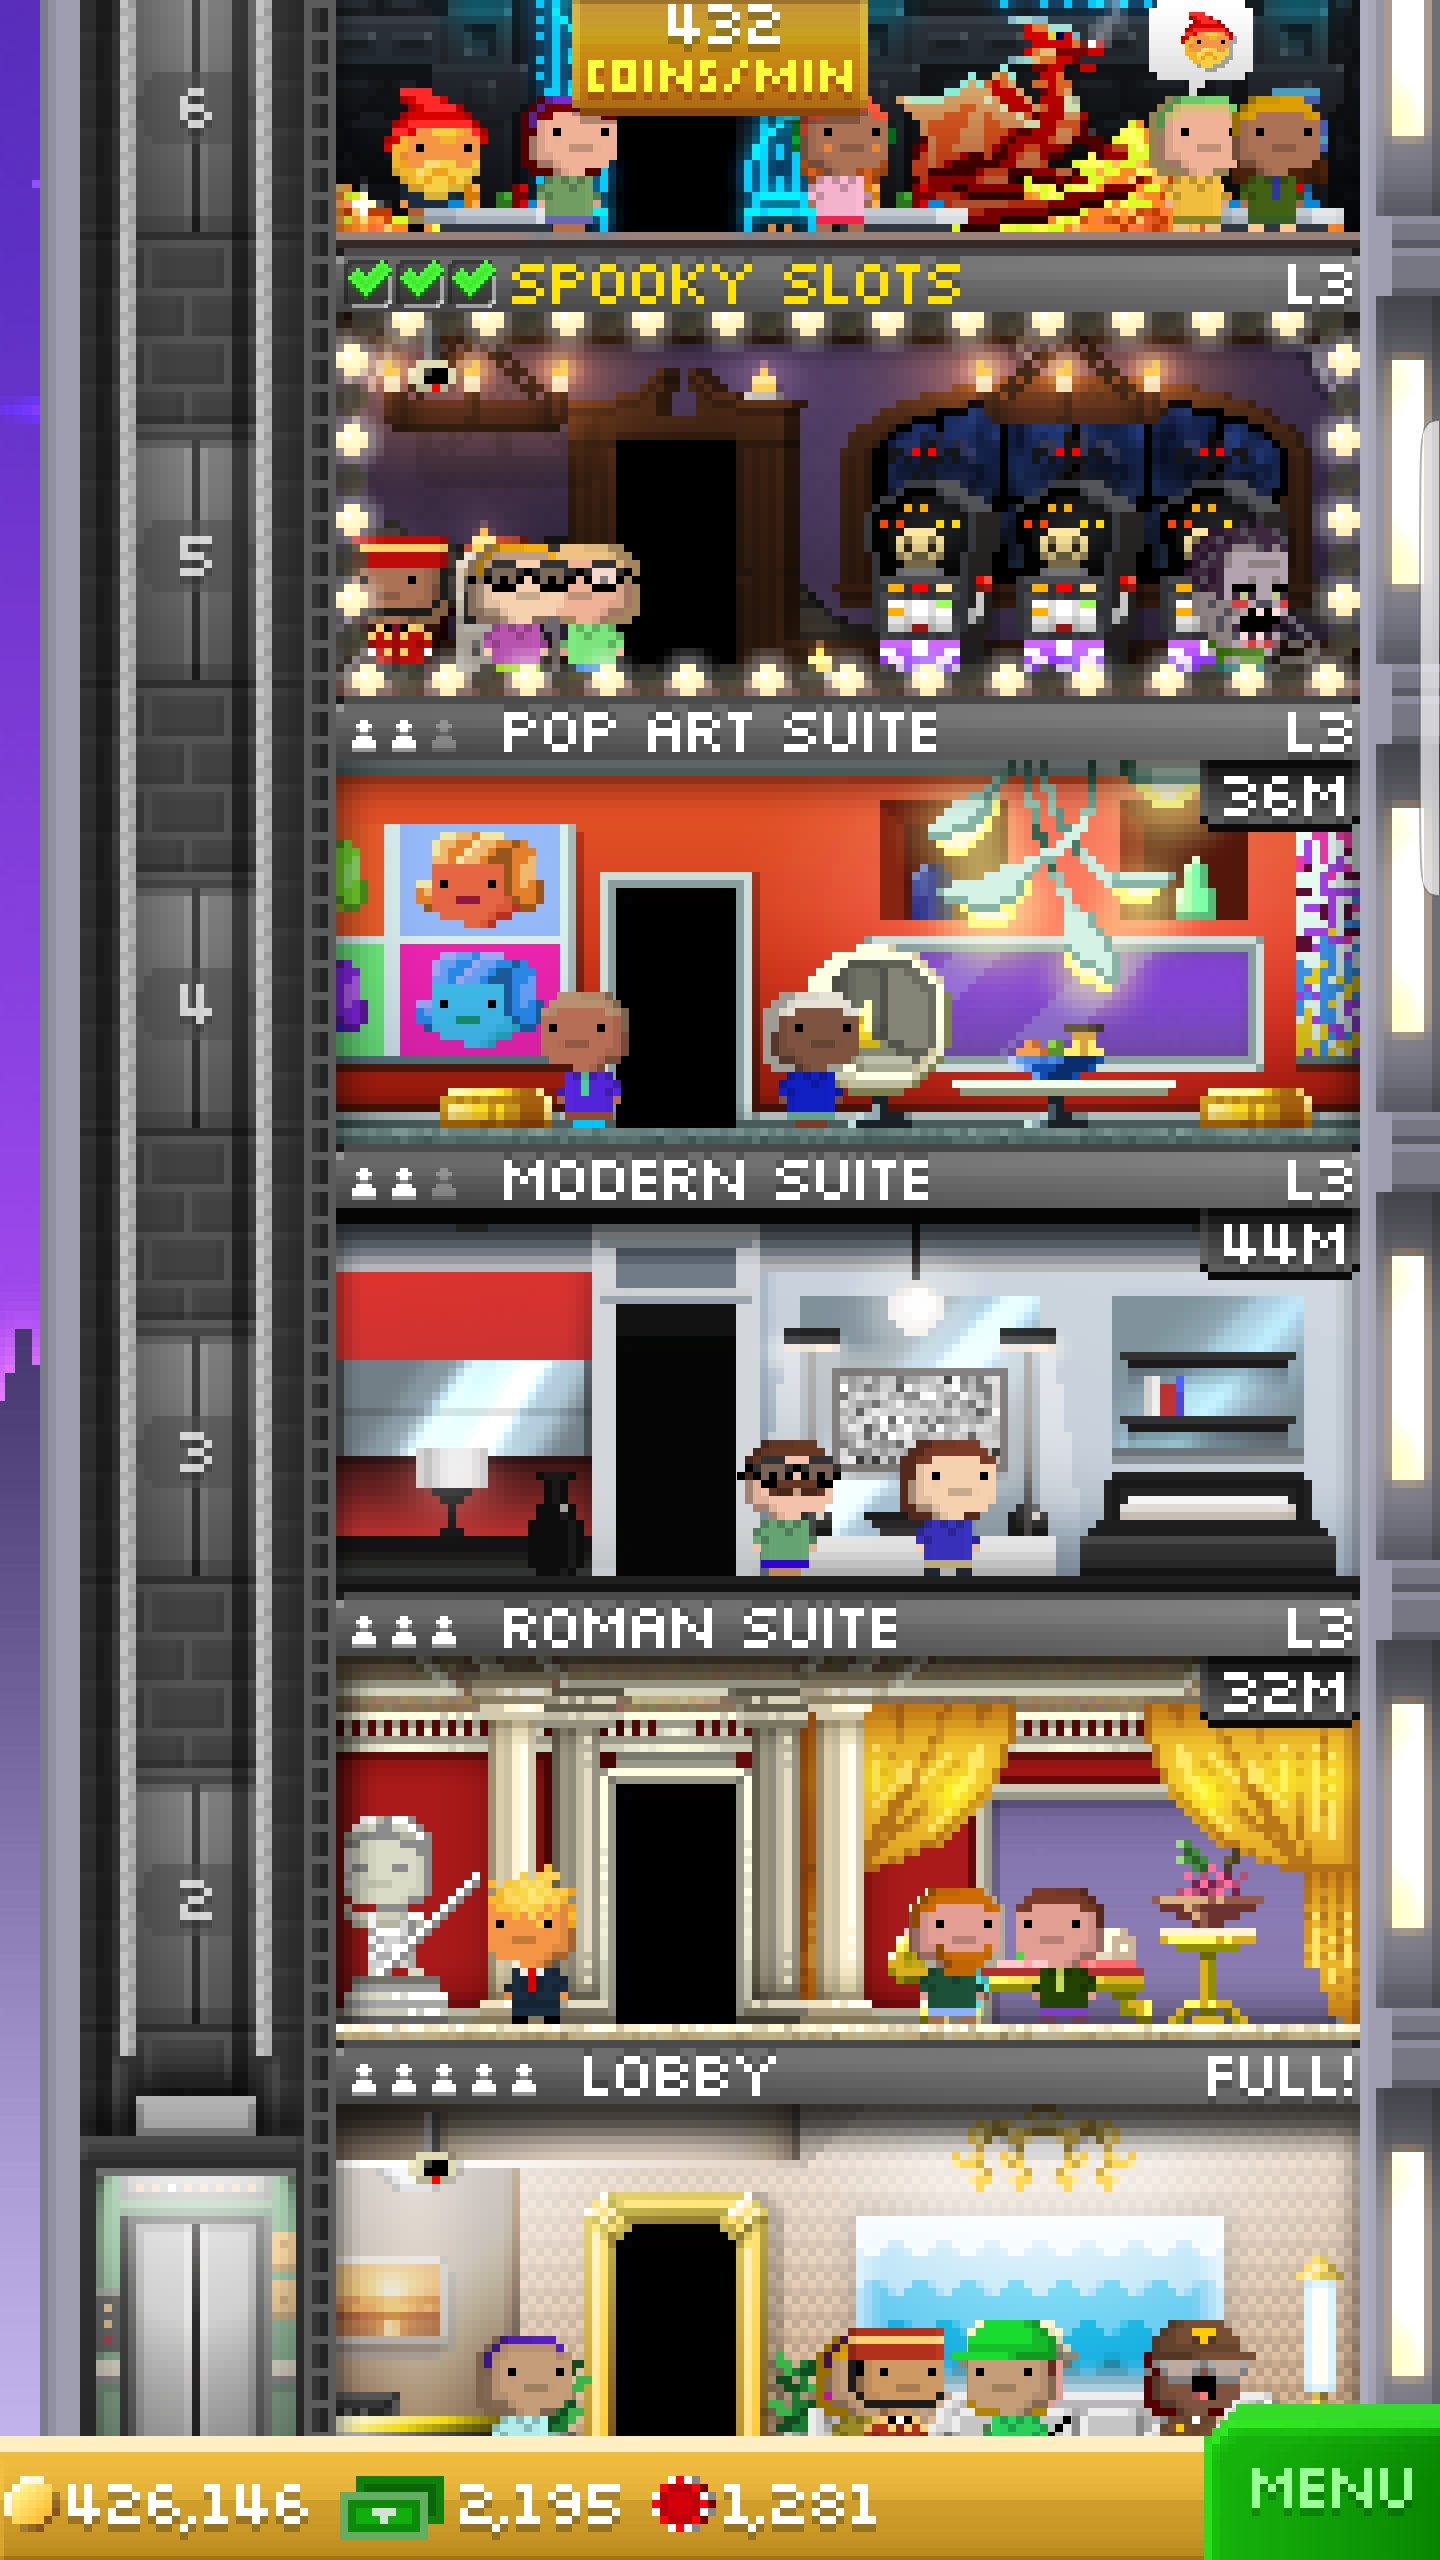 432
COINS/MIN
6
SPOOKY SLOTS L3
5
POP ART SUITE L3
36M
4
MODERN SUITE L3
44M
3
ROMAN SUITE L3
32M
2
LOBBY FULL!
426,146 2,195 1,281 MENU